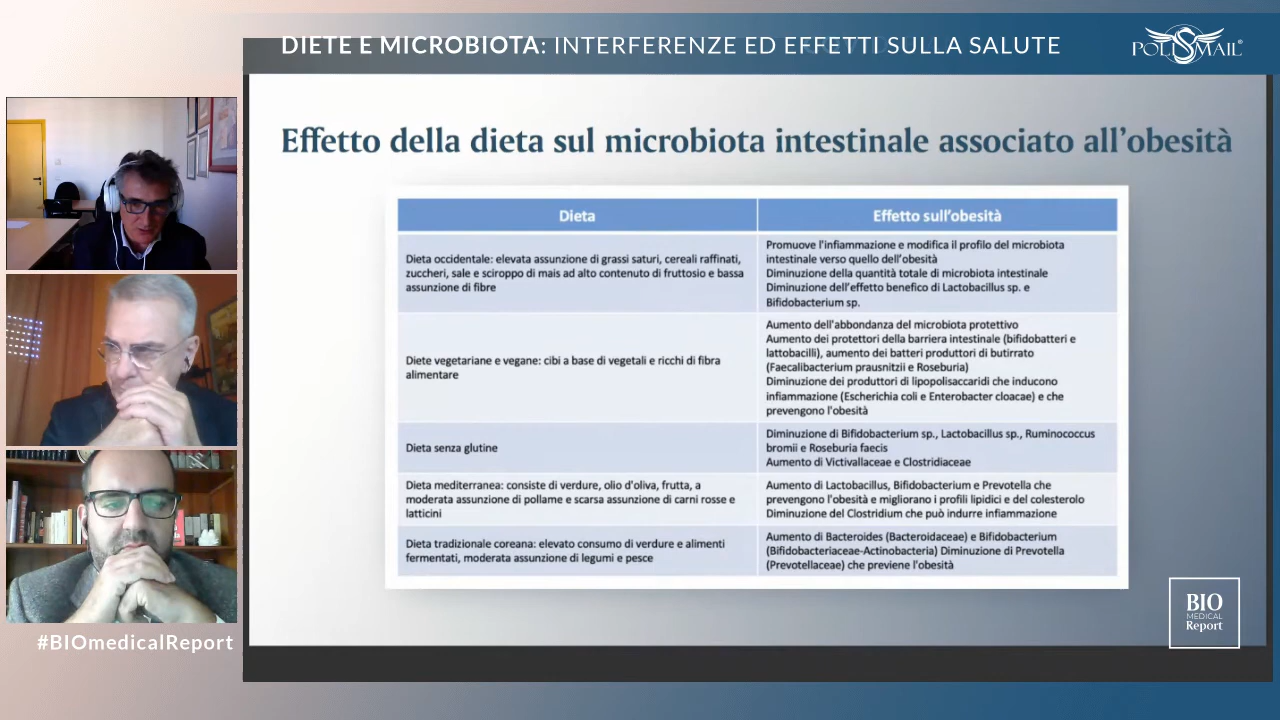 DIETE E MICROBIOTA: INTERFERENZE ED EFFETTI SULLA SALUTE
POLISMAIL®
Effetto della dieta sul microbiota intestinale associato all'obesità
Dieta
Effetto sull'obesità
Dieta occidentale: elevata assunzione di grassi saturi, cereali raffinati,
zuccheri, sale e sciroppo di mais ad alto contenuto di fruttosio e bassa
assunzione di fibre
Promuove l'infiammazione e modifica il profilo del microbiota
intestinale verso quello dell'obesità
Diminuzione della quantità totale di microbiota intestinale
Diminuzione dell'effetto benefico di Lactobacillus sp. e
Bifidobacterium sp.
Diete vegetariane e vegane: cibi a base di vegetali e ricchi di fibra
alimentare
Aumento dell'abbondanza del microbiota protettivo
Aumento dei protettori della barriera intestinale (bifidobatteri e
lattobacilli), aumento dei batteri produttori di butirrato
(Faecalibacterium prausnitzii e Roseburia)
Diminuzione dei produttori di lipopolisaccaridi che inducono
infiammazione (Escherichia coli e Enterobacter cloacae) e che
prevengono l'obesità
Dieta senza glutine
Diminuzione di Bifidobacterium sp., Lactobacillus sp., Ruminococcus
bromii e Roseburia faecis
Aumento di Victivallaceae e Clostridiaceae
Dieta mediterranea: consiste di verdure, olio d'oliva, frutta, a
moderata assunzione di pollame e scarsa assunzione di carni rosse e
latticini
Aumento di Lactobacillus, Bifidobacterium e Prevotella che
prevengono l'obesità e migliorano i profili lipidici e del colesterolo
Diminuzione del Clostridium che può indurre infiammazione
Dieta tradizionale coreana: elevato consumo di verdure e alimenti
fermentati, moderata assunzione di legumi e pesce
Aumento di Bacteroides (Bacteroidaceae) e Bifidobacterium
(Bifidobacteriaceae-Actinobacteria) Diminuzione di Prevotella
(Prevotellaceae) che previene l'obesità
BIO
MEDICAL
Report
#BIOmedicalReport